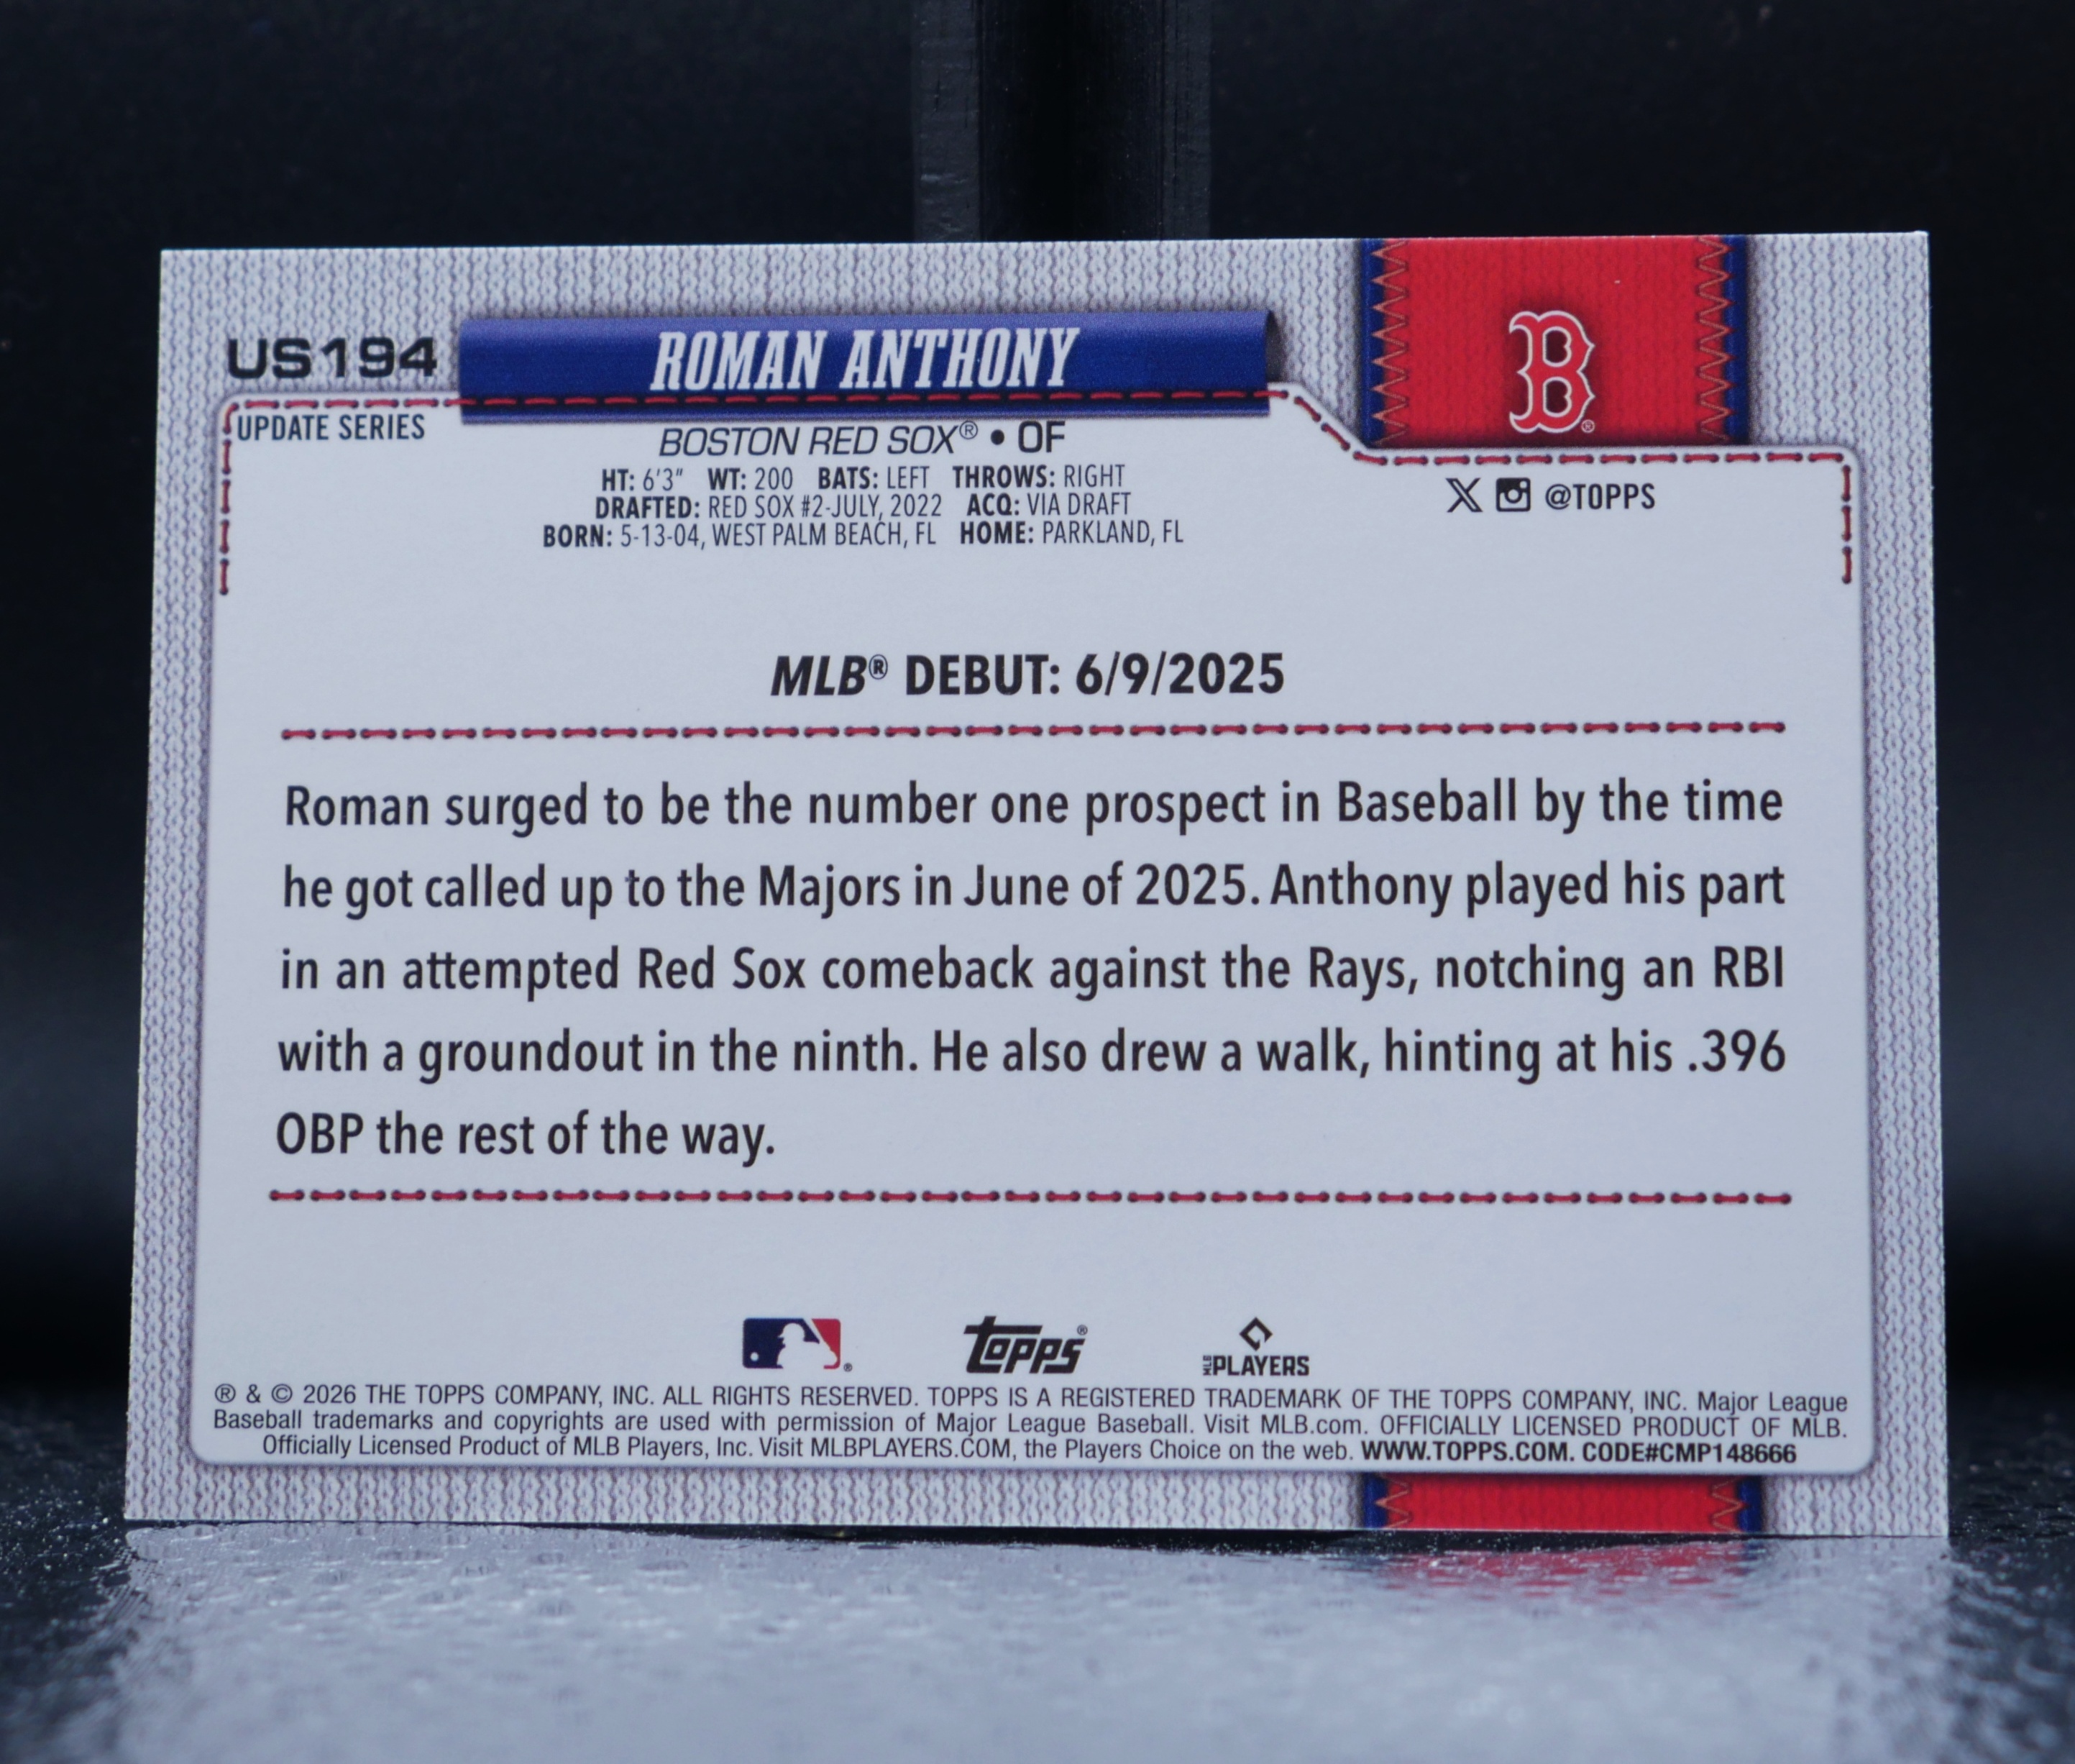 US194
ROMAN ANTHONY
B
UPDATE SERIES
BOSTON RED SOX® • OF
HT: 6'3" WT: 200 BATS: LEFT THROWS: RIGHT
DRAFTED: RED SOX #2-JULY, 2022 ACQ: VIA DRAFT
BORN: 5-13-04, WEST PALM BEACH, FL HOME: PARKLAND, FL
X @TOPPS
MLB® DEBUT: 6/9/2025
Roman surged to be the number one prospect in Baseball by the time
he got called up to the Majors in June of 2025. Anthony played his part
in an attempted Red Sox comeback against the Rays, notching an RBI
with a groundout in the ninth. He also drew a walk, hinting at his .396
OBP the rest of the way.
Topps®
MLB PLAYERS
® & © 2026 THE TOPPS COMPANY, INC. ALL RIGHTS RESERVED. TOPPS IS A REGISTERED TRADEMARK OF THE TOPPS COMPANY, INC. Major League
Baseball trademarks and copyrights are used with permission of Major League Baseball. Visit MLB.com. OFFICIALLY LICENSED PRODUCT OF MLB.
Officially Licensed Product of MLB Players, Inc. Visit MLBPLAYERS.COM, the Players Choice on the web. WWW.TOPPS.COM. CODE#CMP148666